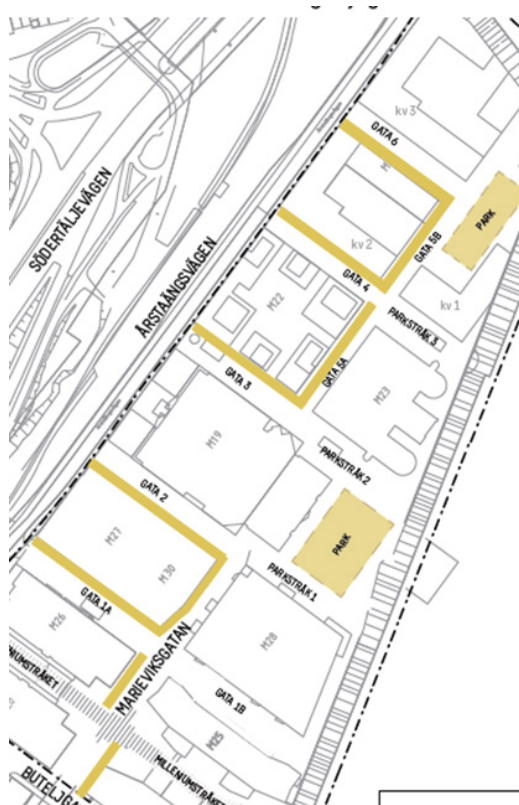 kv 3
GATA 6
PARK
SÖDERTÄLJEVÄGEN
ÅRSTAÄNGSVÄGEN
kv 2
GATA 5B
GATA 4
M22
kv 1
PARKSTRÅK 3
GATA 3
GATA 5A
M23
M19
PARKSTRÅK 2
GATA 2
M27
PARK
M30
PARKSTRÅK 1
GATA 1A
M26
M28
MARIEVIKSGATAN
GATA 1B
M25
MILLENUMSTRÅKET